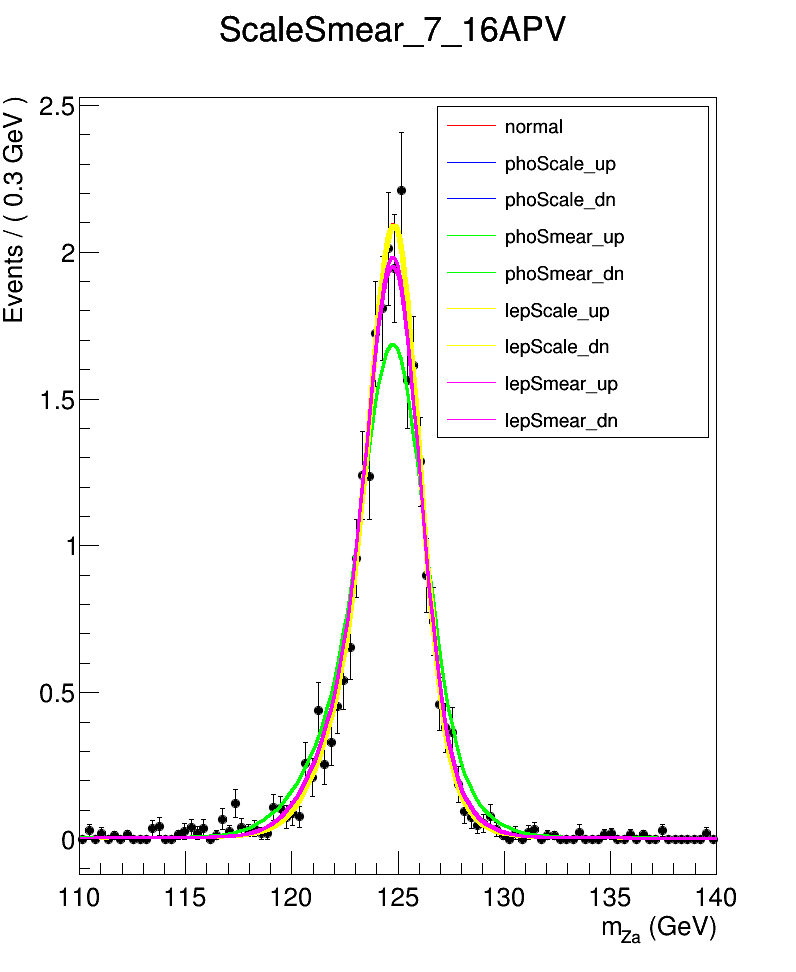 ScaleSmear_7_16APV
Events / ( 0.3 GeV )
2.5
2
1.5
1
0.5
0
normal
phoScale_up
phoScale_dn
phoSmear_up
phoSmear_dn
lepScale_up
lepScale_dn
lepSmear_up
lepSmear_dn
110 115 120 125 130 135 140
m_Za (GeV)